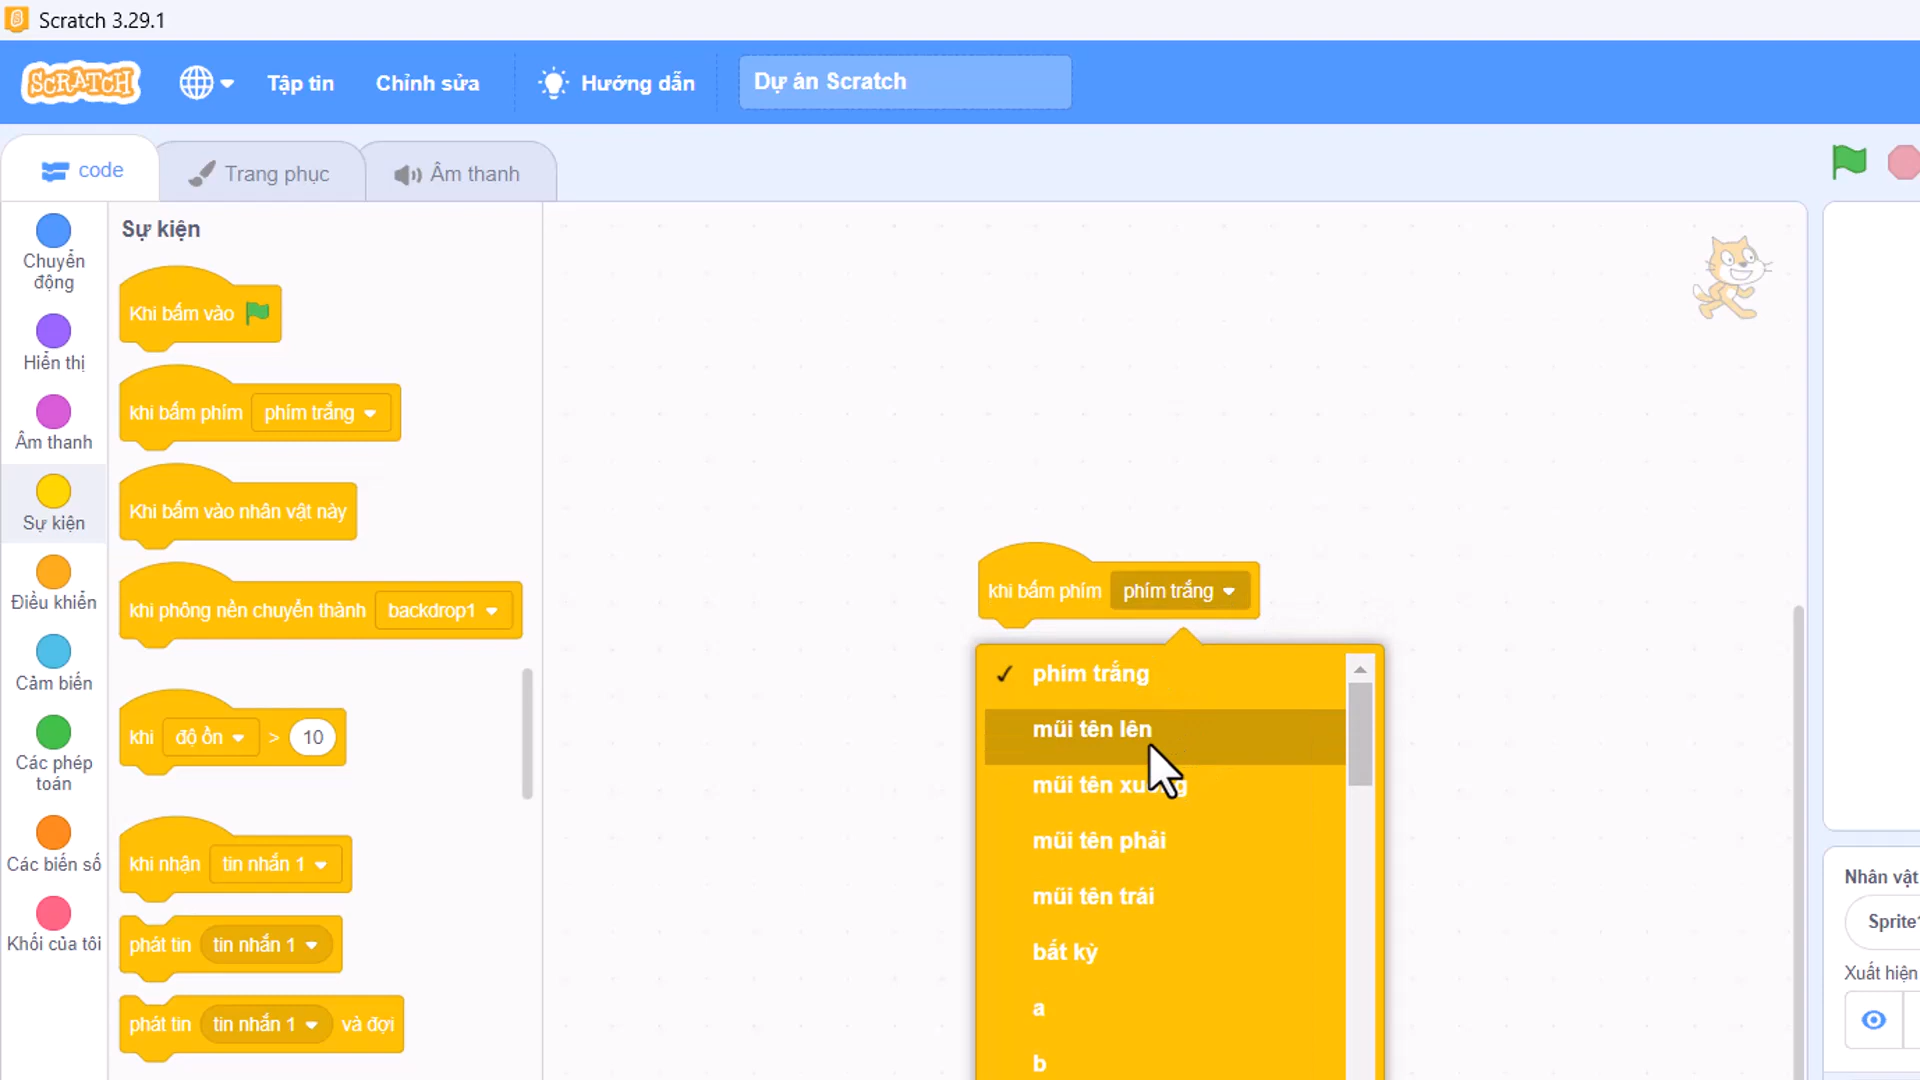 Scratch 3.29.1
SCRATCH
Tập tin
Chỉnh sửa
Hướng dẫn
Dự án Scratch
code
Trang phục
Âm thanh
Chuyển
động
Hiển thị
Âm thanh
Sự kiện
Điều khiển
Cảm biến
Các phép
toán
Các biến số
Khối của tôi
Sự kiện
Khi bấm vào
khi bấm phím phím trắng
Khi bấm vào nhân vật này
khi phông nền chuyển thành backdrop1
khi độ ồn > 10
khi nhận tin nhắn 1
phát tin tin nhắn 1
phát tin tin nhắn 1 và đợi
khi bấm phím phím trắng
✓ phím trắng
mũi tên lên
mũi tên xuống
mũi tên phải
mũi tên trái
bất kỳ
a
b
Nhân vật
Sprite1
Xuất hiện